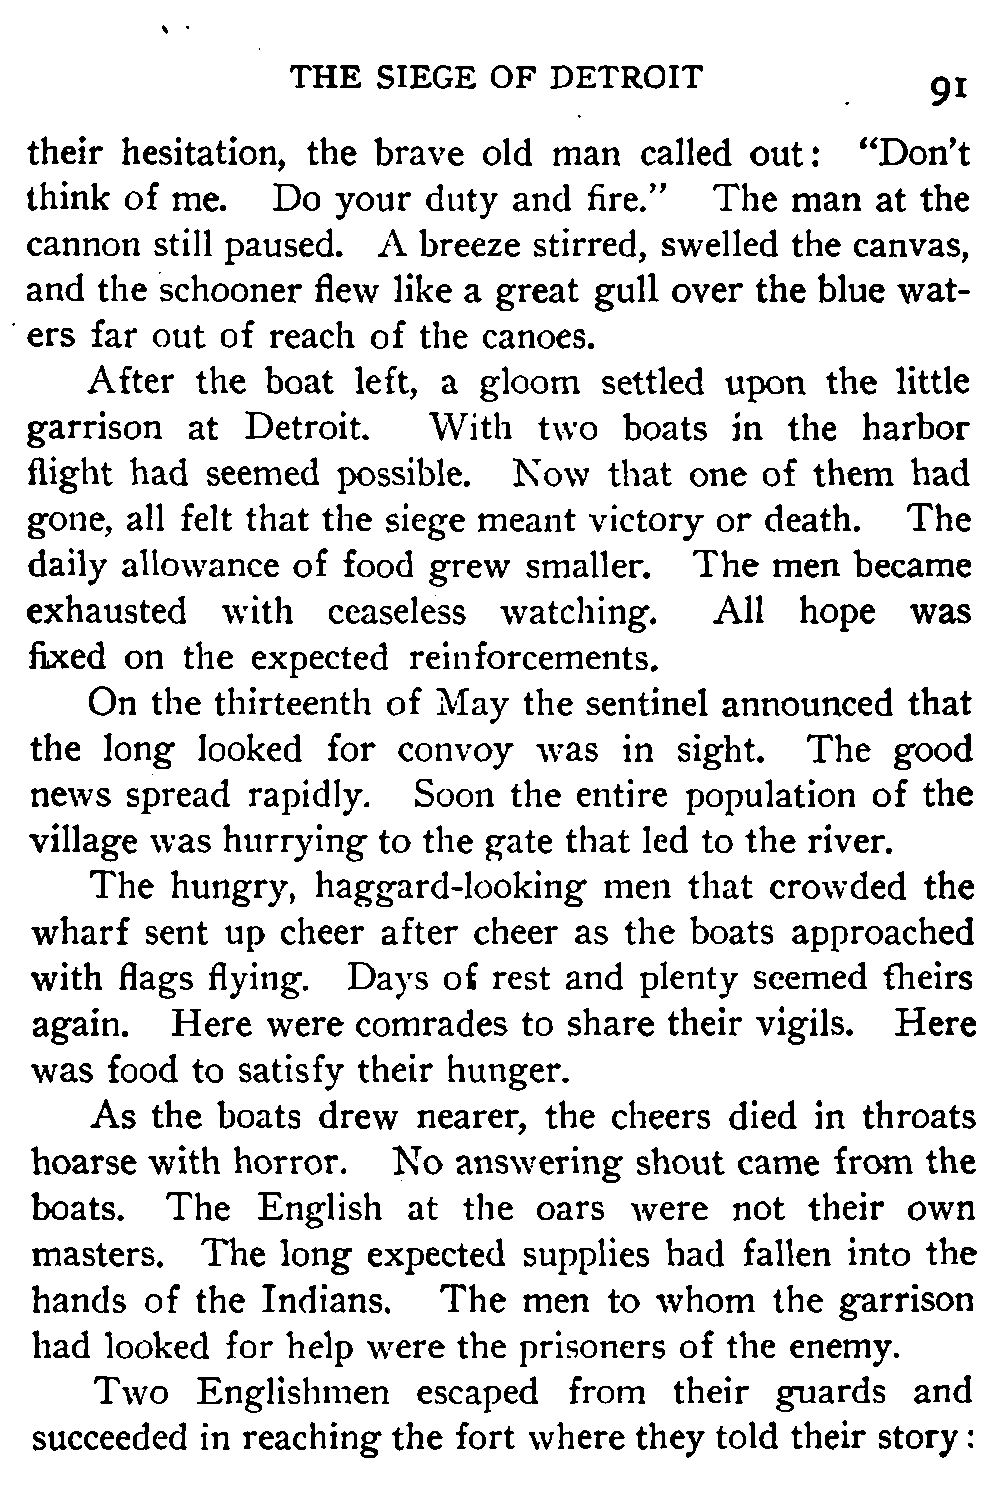 THE SIEGE OF DETROIT 91
their hesitation, the brave old man called out: “Don't
think of me. Do your duty and fire.” The man at the
cannon still paused. A breeze stirred, swelled the canvas,
and the schooner flew like a great gull over the blue wat-
ers far out of reach of the canoes.
After the boat left, a gloom settled upon the little
garrison at Detroit. With two boats in the harbor
flight had seemed possible. Now that one of them had
gone, all felt that the siege meant victory or death. The
daily allowance of food grew smaller. The men became
exhausted with ceaseless watching. All hope was
fixed on the expected reinforcements.
On the thirteenth of May the sentinel announced that
the long looked for convoy was in sight. The good
news spread rapidly. Soon the entire population of the
village was hurrying to the gate that led to the river.
The hungry, haggard-looking men that crowded the
wharf sent up cheer after cheer as the boats approached
with flags flying. Days of rest and plenty seemed theirs
again. Here were comrades to share their vigils. Here
was food to satisfy their hunger.
As the boats drew nearer, the cheers died in throats
hoarse with horror. No answering shout came from the
boats. The English at the oars were not their own
masters. The long expected supplies had fallen into the
hands of the Indians. The men to whom the garrison
had looked for help were the prisoners of the enemy.
Two Englishmen escaped from their guards and
succeeded in reaching the fort where they told their story: